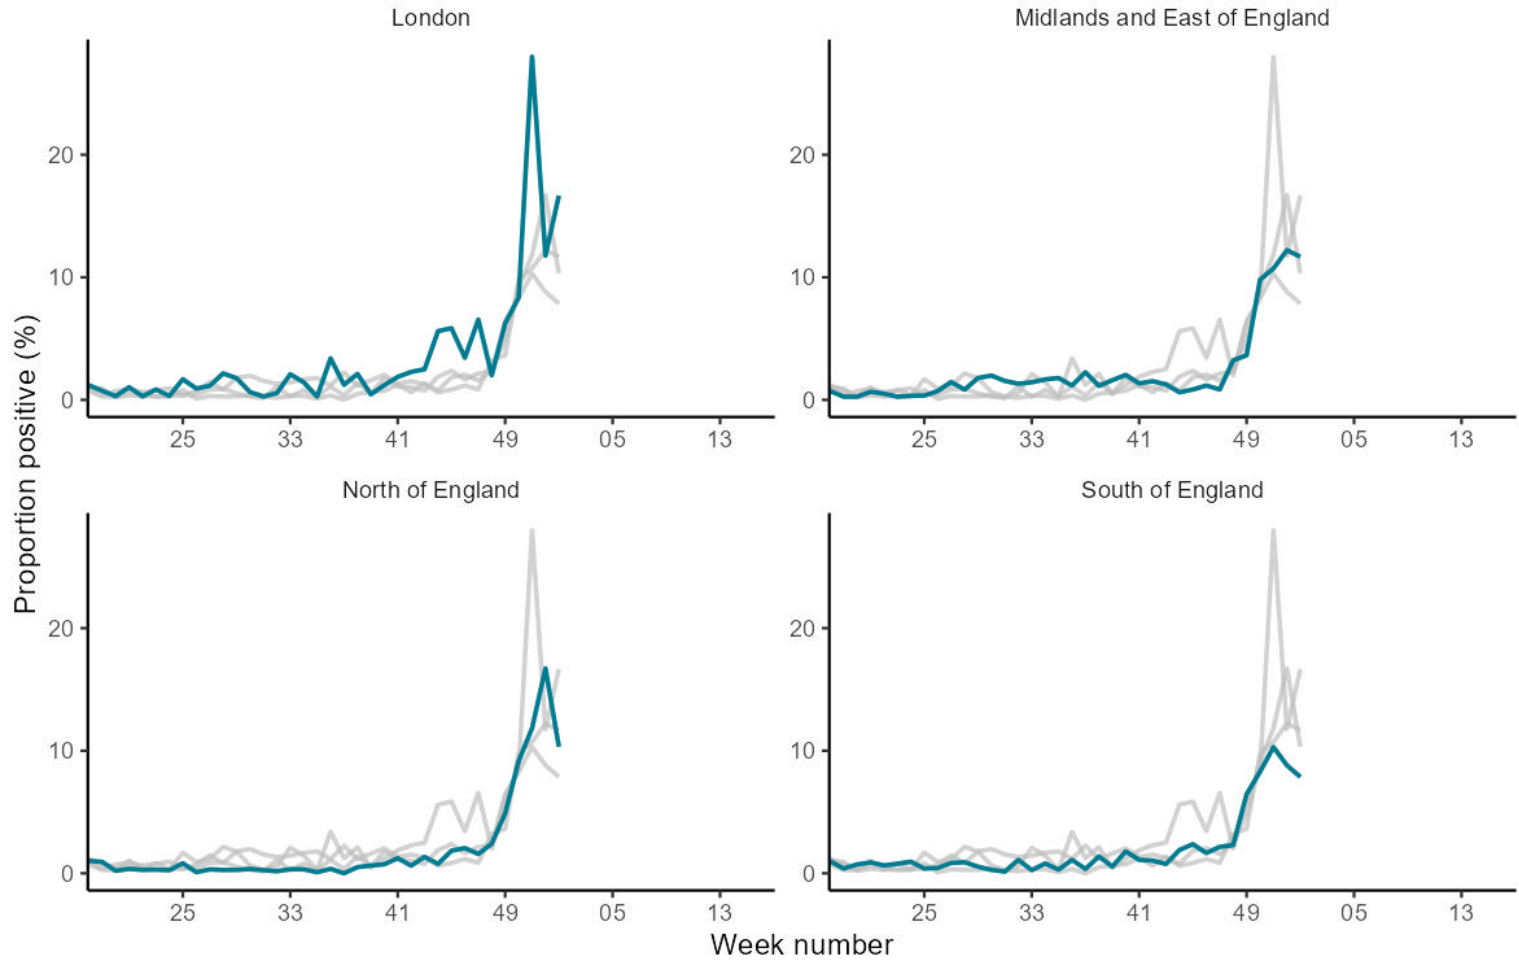 London
Midlands and East of England
20
10
0
25 33 41 49 05 13
20
10
0
25 33 41 49 05 13
North of England
South of England
20
10
0
25 33 41 49 05 13
20
10
0
25 33 41 49 05 13
Proportion positive (%)
Week number